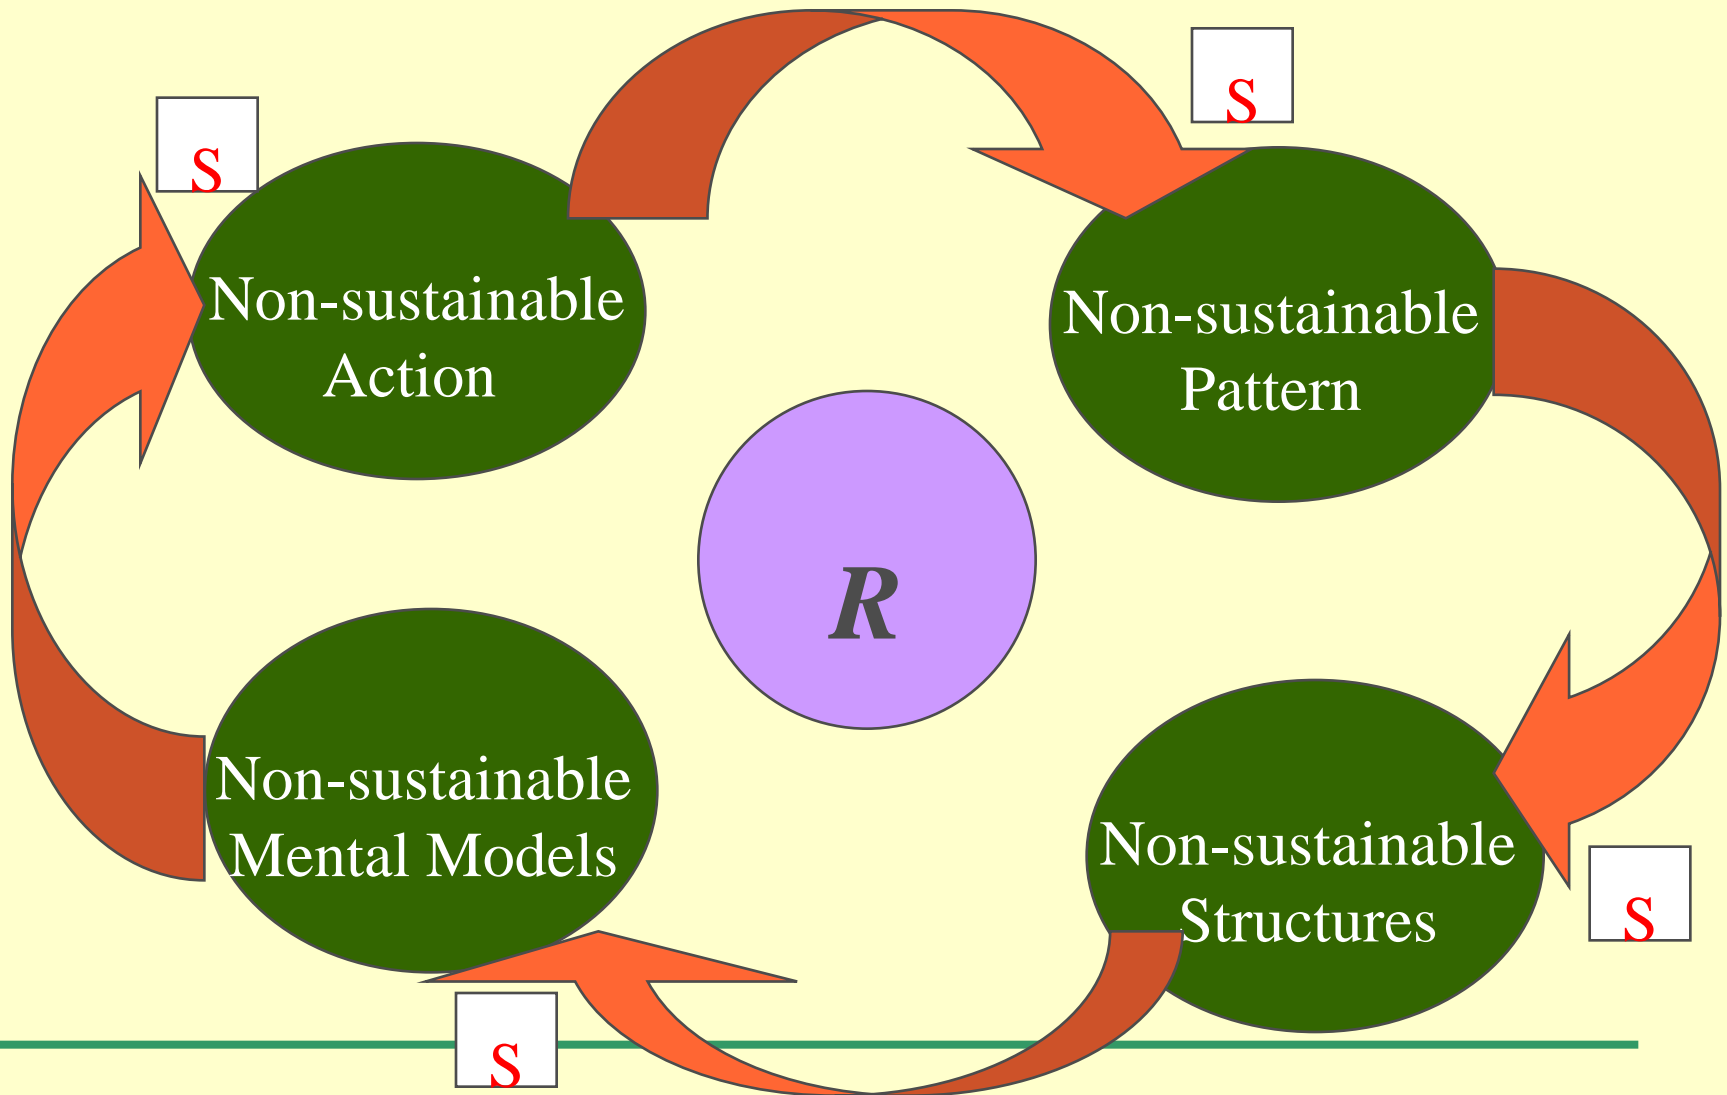 s
s
Non-sustainable
Action
Non-sustainable
Pattern
R
Non-sustainable
Mental Models
Non-sustainable
Structures
s
s